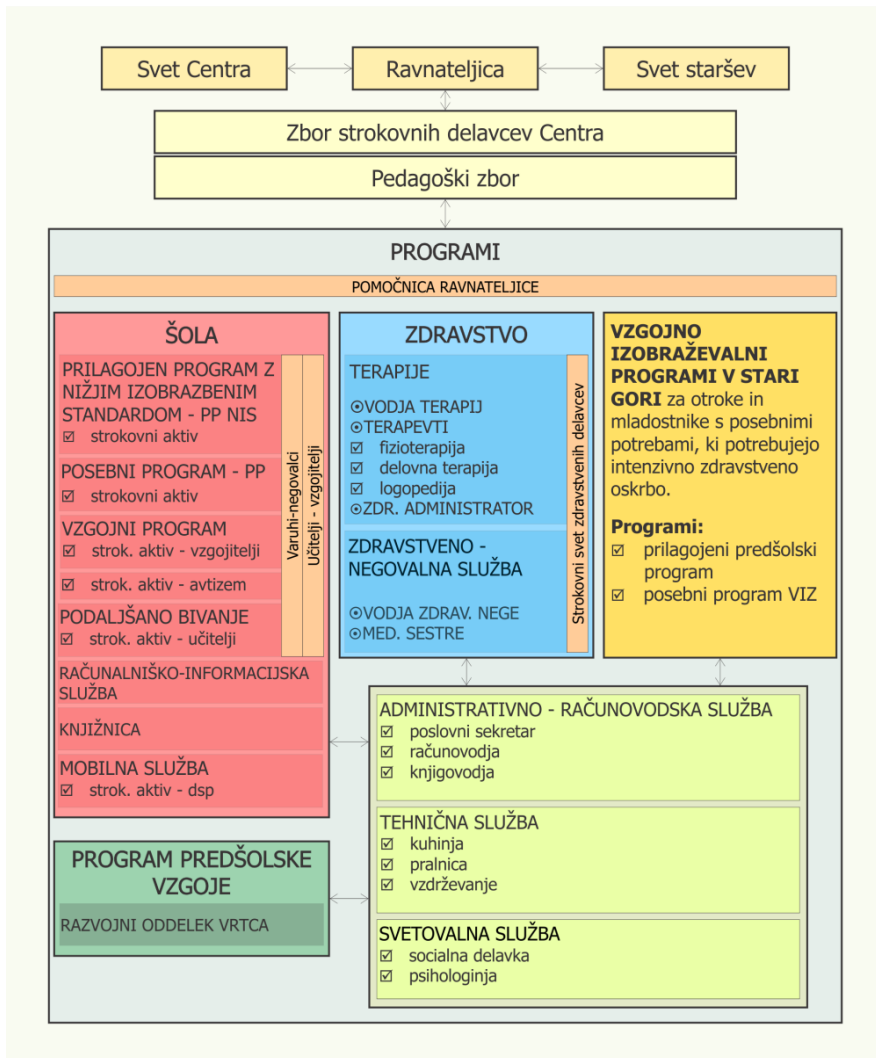 Svet Centra
Ravnateljica
Svet staršev
Zbor strokovnih delavcev Centra
Pedagoški zbor
PROGRAMI
POMOČNICA RAVNATELJICE
ŠOLA
PRILAGOJEN PROGRAM Z
NIŽJIM IZOBRAZBENIM
STANDARDOM - PP NIS
☑ strokovni aktiv
POSEBNI PROGRAM - PP
☑ strokovni aktiv
VZGOJNI PROGRAM
☑ strok. aktiv - vzgojitelji
☑ strok. aktiv - avtizem
PODALJŠANO BIVANJE
☑ strok. aktiv - učitelji
Varuhi-negovalci
Učitelji - vzgojitelji
RAČUNALNIŠKO-INFORMACIJSKA
SLUŽBA
KNJIŽNICA
MOBILNA SLUŽBA
☑ strok. aktiv - dsp
ZDRAVSTVO
TERAPIJE
⦿VODJA TERAPIJ
⦿TERAPEVTI
☑ fizioterapija
☑ delovna terapija
☑ logopedija
⦿ZDR. ADMINISTRATOR
ZDRAVSTVENO -
NEGOVALNA SLUŽBA
⦿VODJA ZDRAV. NEGE
⦿MED. SESTRE
Strokovni svet zdravstvenih delavcev
VZGOJNO
IZOBRAŽEVALNI
PROGRAMI V STARI
GORI za otroke in
mladostnike s posebnimi
potrebami, ki potrebujejo
intenzivno zdravstveno
oskrbo.
Programi:
☑ prilagojeni predšolski
program
☑ posebni program VIZ
ADMINISTRATIVNO - RAČUNOVODSKA SLUŽBA
☑ poslovni sekretar
☑ računovodja
☑ knjigovodja
TEHNIČNA SLUŽBA
☑ kuhinja
☑ pralnica
☑ vzdrževanje
SVETOVALNA SLUŽBA
☑ socialna delavka
☑ psihologinja
PROGRAM PREDŠOLSKE
VZGOJE
RAZVOJNI ODDELEK VRTCA